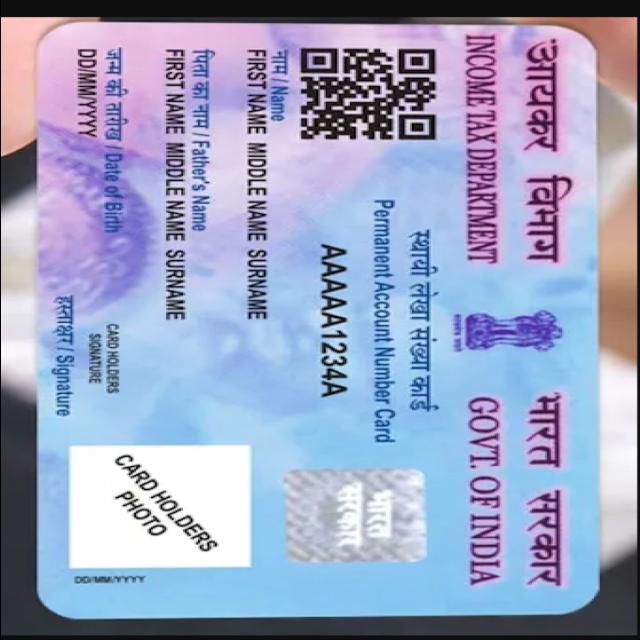 आयकर विभाग
INCOME TAX DEPARTMENT
भारत सरकार
GOVT. OF INDIA
स्थायी लेखा संख्या कार्ड
Permanent Account Number Card
AAAAA1234A
भारत
सरकार
नाम / Name
FIRST NAME MIDDLE NAME SURNAME
पिता का नाम / Father's Name
FIRST NAME MIDDLE NAME SURNAME
जन्म की तारीख / Date of Birth
DD/MM/YYYY
CARD HOLDERS
SIGNATURE
हस्ताक्षर / Signature
CARD HOLDERS
PHOTO
DD/MM/YYYY